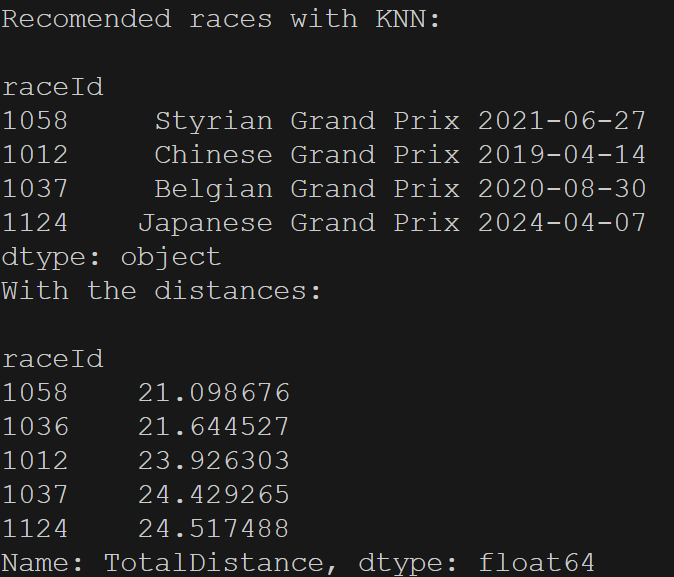 Recomended races with KNN:
raceId
1058     Styrian Grand Prix 2021-06-27
1012     Chinese Grand Prix 2019-04-14
1037     Belgian Grand Prix 2020-08-30
1124    Japanese Grand Prix 2024-04-07
dtype: object
With the distances:
raceId
1058    21.098676
1036    21.644527
1012    23.926303
1037    24.429265
1124    24.517488
Name: TotalDistance, dtype: float64